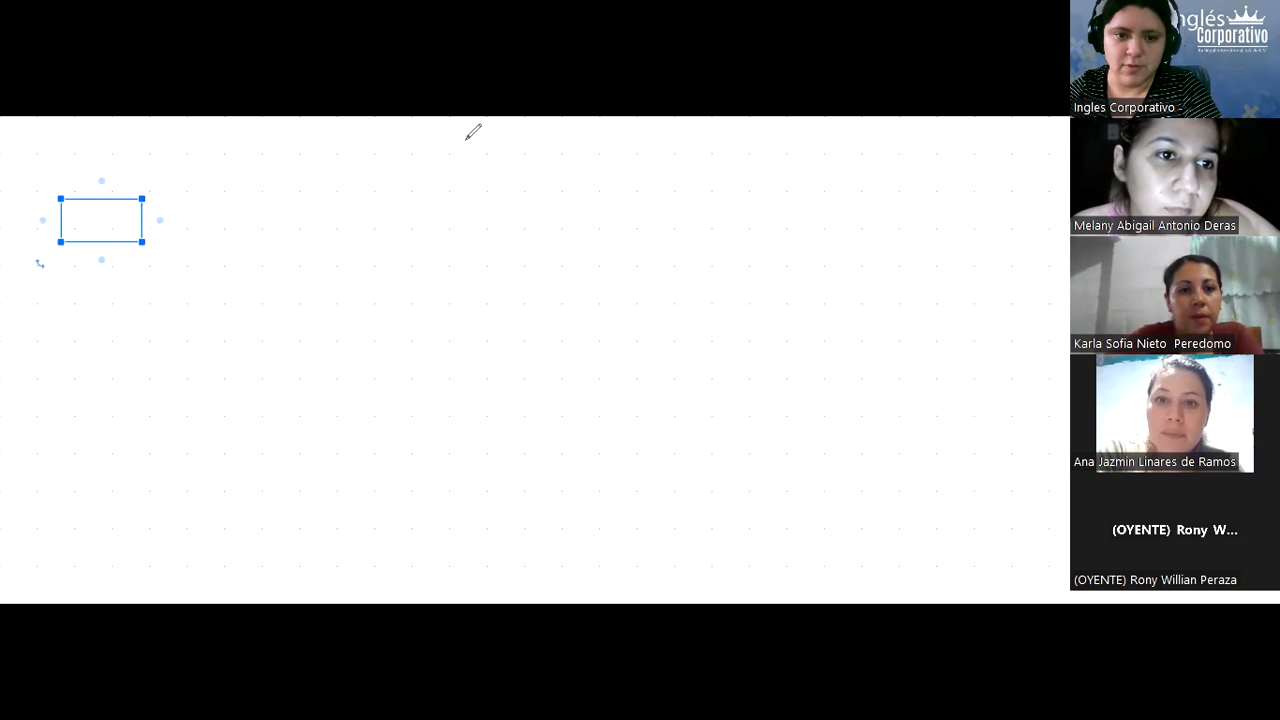 Inglés
Corporativo
Ingles Corporativo -
Melany Abigail Antonio Deras
Karla Sofia Nieto Peredomo
Ana Jazmin Linares de Ramos
(OYENTE) Rony W...
(OYENTE) Rony Willian Peraza